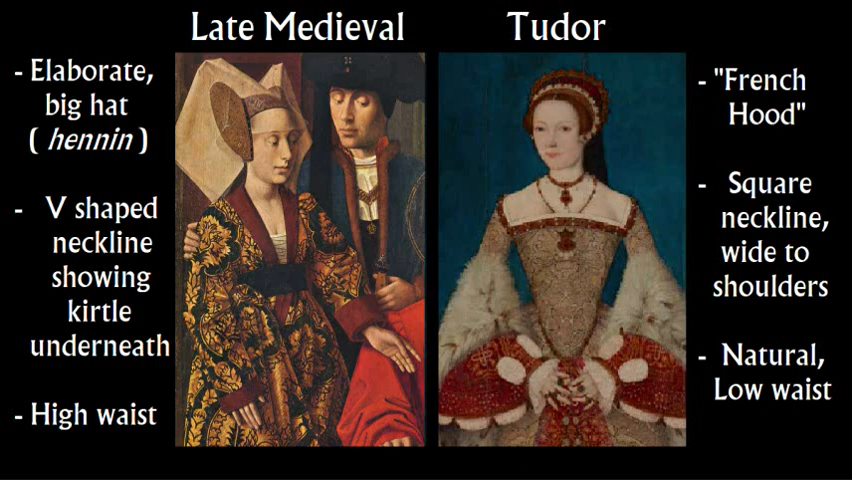 Late Medieval
- Elaborate,
big hat
( hennin )
- V shaped
neckline
showing
kirtle
underneath
- High waist
Tudor
- "French
Hood"
- Square
neckline,
wide to
shoulders
- Natural,
Low waist